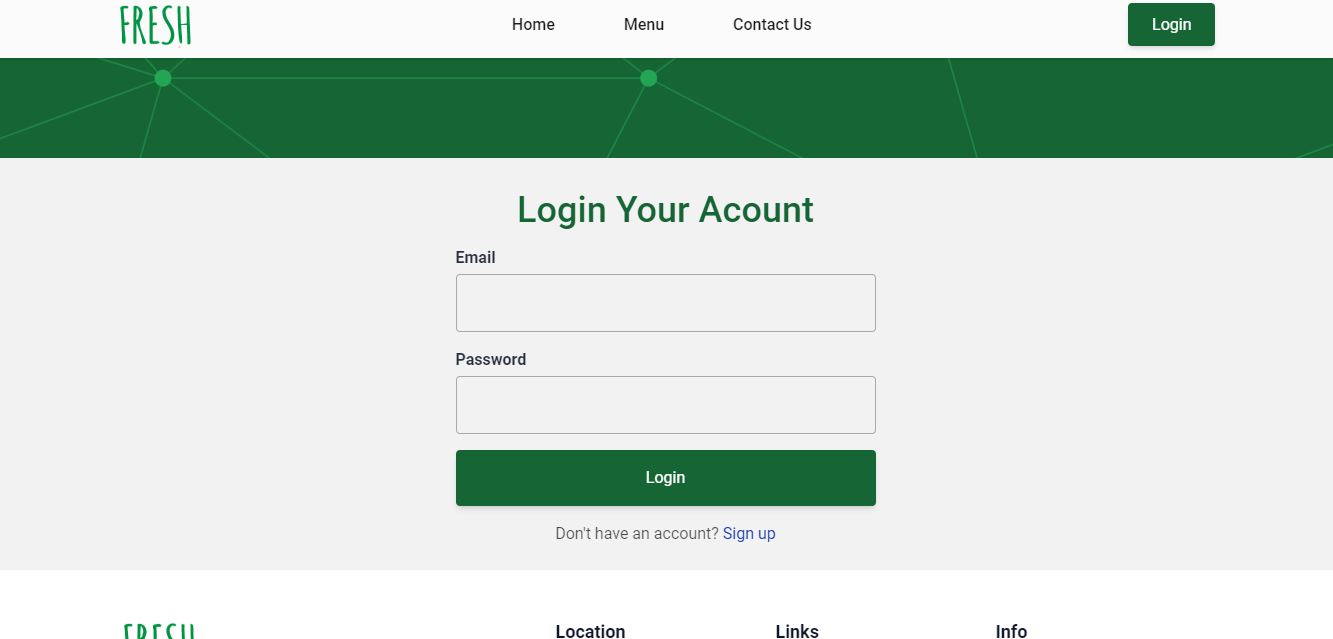 FRESH
Home Menu Contact Us Login
Login Your Acount
Email
Password
Login
Don't have an account? Sign up
FRESH Location Links Info